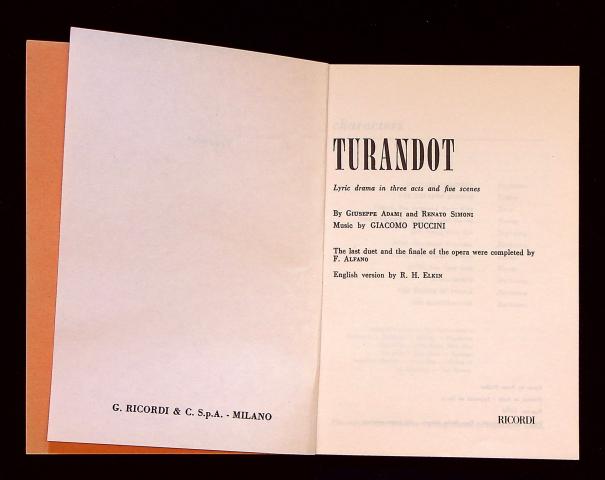 G. RICORDI & C. S.p.A. - MILANO
TURANDOT
Lyric drama in three acts and five scenes
By GIUSEPPE ADAMI and RENATO SIMONI
Music by GIACOMO PUCCINI
The last duet and the finale of the opera were completed by
F. ALFANO
English version by R. H. ELKIN
RICORDI